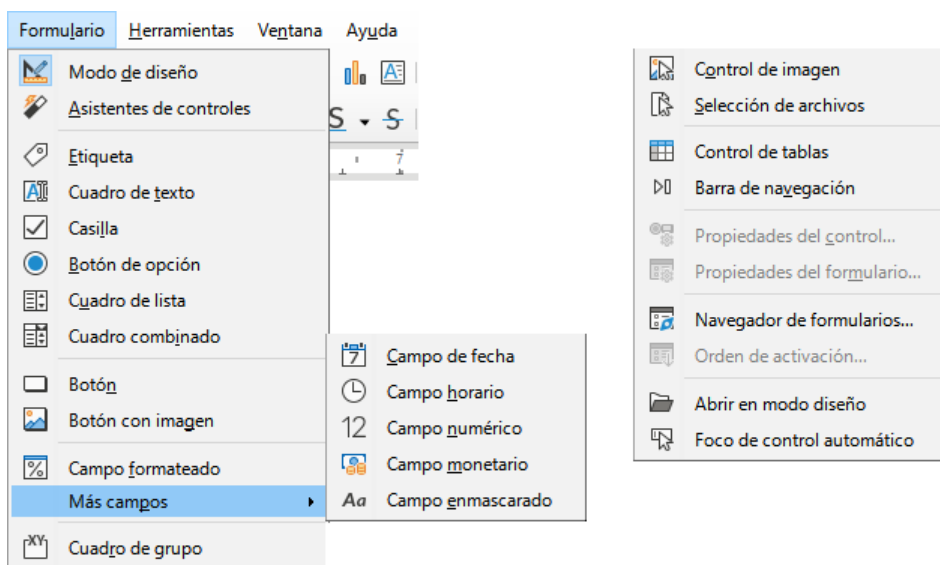 Formulario Herramientas Ventana Ayuda
Modo de diseño
Asistentes de controles
7
Etiqueta
Cuadro de texto
Casilla
Botón de opción
Cuadro de lista
Cuadro combinado
Botón
Botón con imagen
Campo formateado
Más campos
Cuadro de grupo
Campo de fecha
Campo horario
Campo numérico
Campo monetario
Campo enmascarado
Control de imagen
Selección de archivos
Control de tablas
Barra de navegación
Propiedades del control...
Propiedades del formulario...
Navegador de formularios...
Orden de activación...
Abrir en modo diseño
Foco de control automático